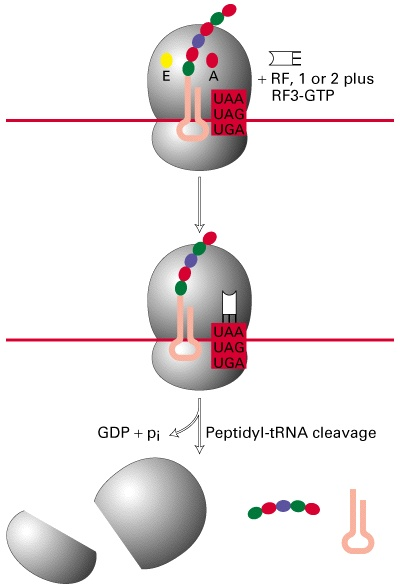 E
A
+ RF, 1 or 2 plus
RF3-GTP
UAA
UAG
UGA
UAA
UAG
UGA
GDP + pi
Peptidyl-tRNA cleavage